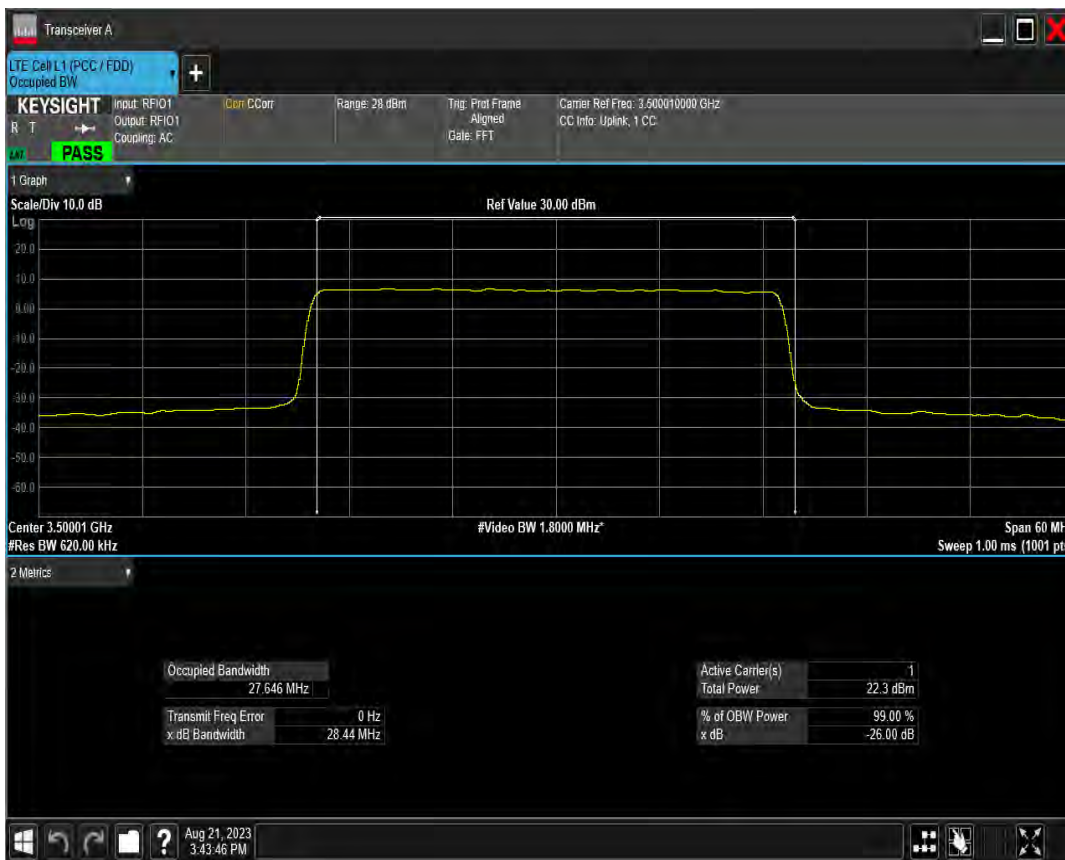 Transceiver A
LTE Cell L1 (PCC / FDD)
Occupied BW
+
KEYSIGHT
R T
PASS
Input: RFIO1
Output: RFIO1
Coupling: AC
Corr CCorr
Range: 28 dBm
Trig: Prot Frame
Aligned
Gate: FFT
Carrier Ref Freq: 3.500010000 GHz
CC Info: Uplink, 1 CC
1 Graph
Scale/Div 10.0 dB
Ref Value 30.00 dBm
Log
20.0
10.0
0.00
-10.0
-20.0
-30.0
-40.0
-50.0
-60.0
Center 3.50001 GHz
#Video BW 1.8000 MHz*
Span 60 MH
#Res BW 620.00 kHz
Sweep 1.00 ms (1001 pt
2 Metrics
Occupied Bandwidth
27.646 MHz
Transmit Freq Error 0 Hz
x dB Bandwidth 28.44 MHz
Active Carrier(s) 1
Total Power 22.3 dBm
% of OBW Power 99.00 %
x dB -26.00 dB
?
Aug 21, 2023
3:43:46 PM